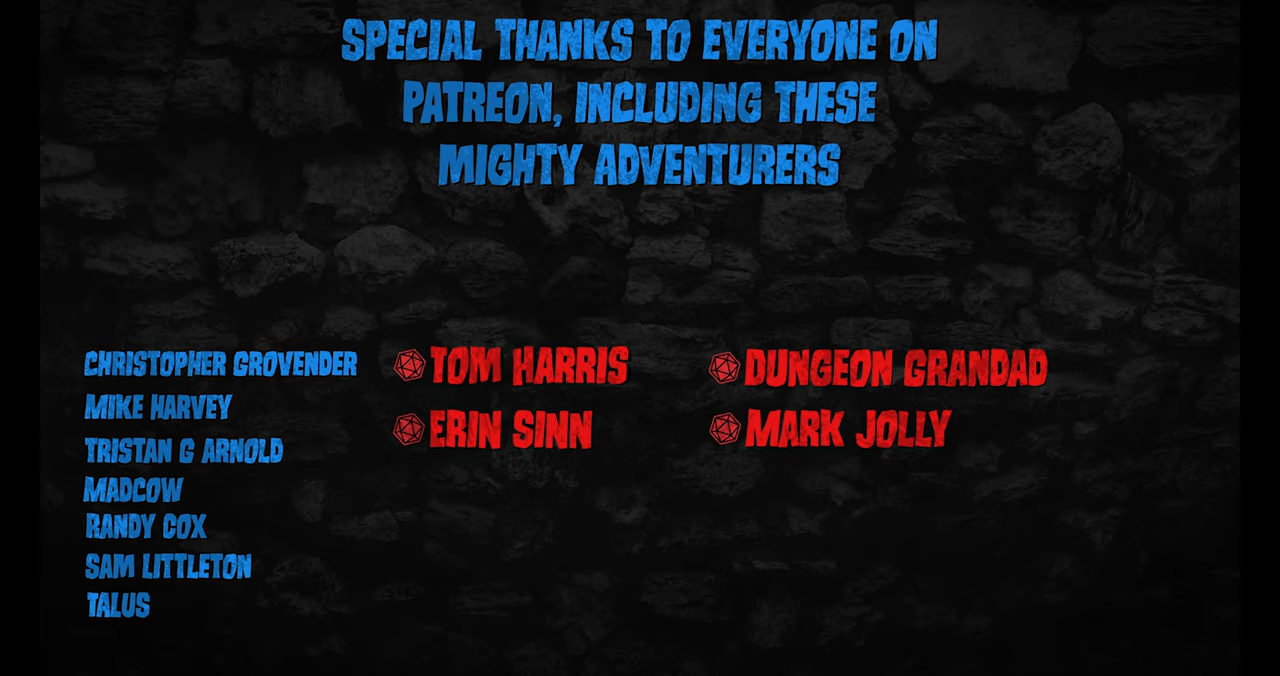 SPECIAL THANKS TO EVERYONE ON
PATREON, INCLUDING THESE
MIGHTY ADVENTURERS
CHRISTOPHER GROVENDER
MIKE HARVEY
TRISTAN G ARNOLD
MADCOW
RANDY COX
SAM LITTLETON
TALUS
TOM HARRIS
ERIN SINN
DUNGEON GRANDAD
MARK JOLLY